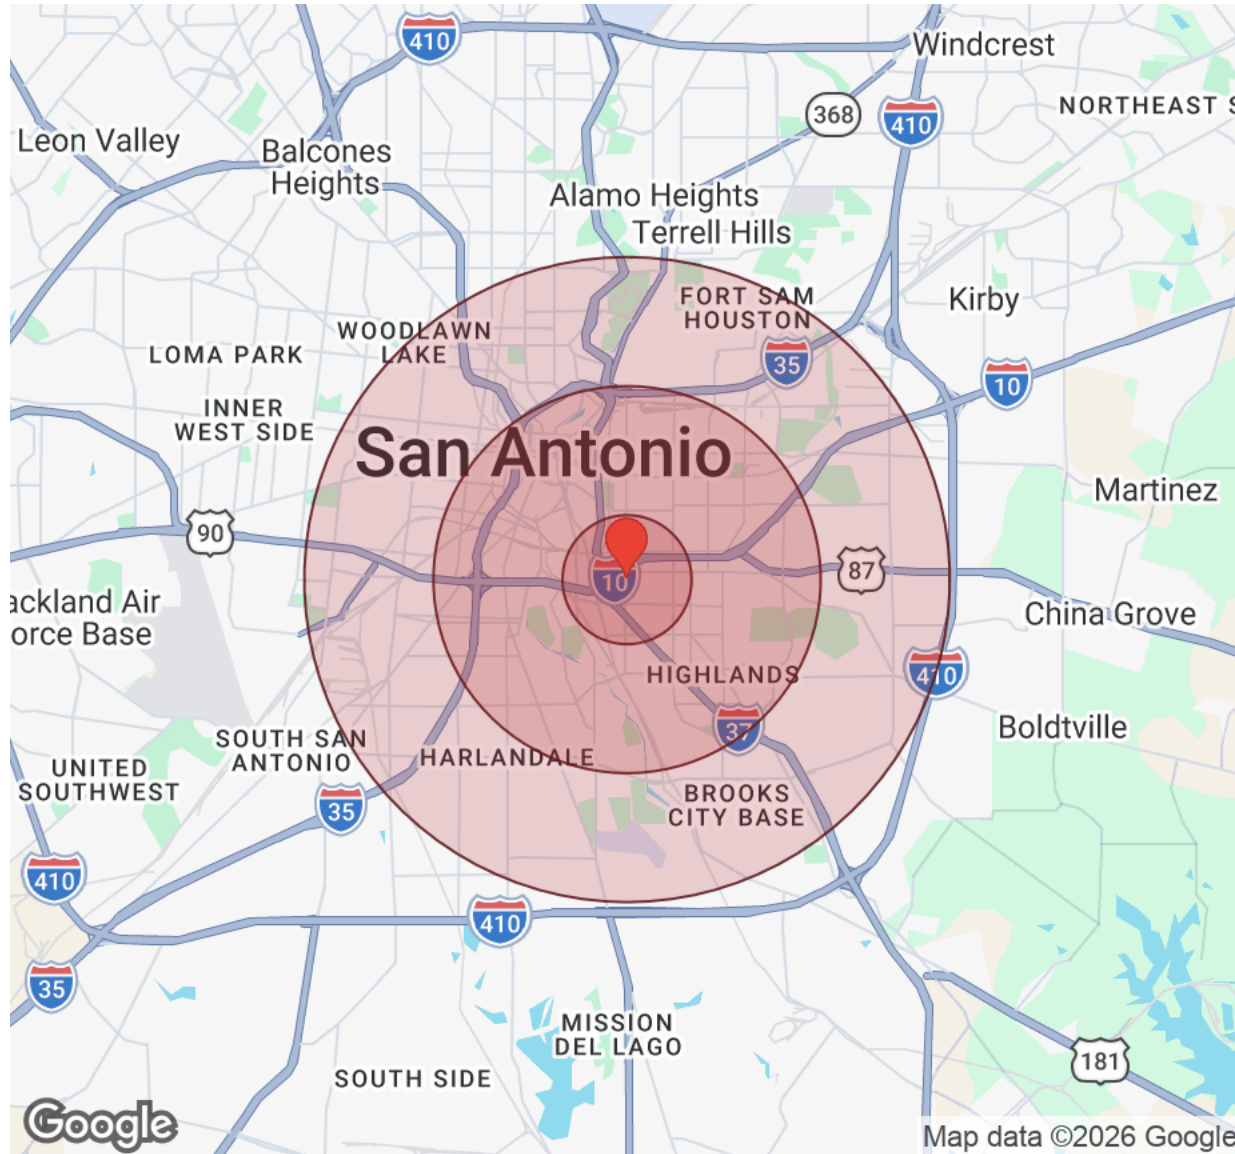 410
Windcrest
368
410
NORTHEAST S
Leon Valley
Balcones
Heights
Alamo Heights
Terrell Hills
FORT SAM
HOUSTON
Kirby
WOODLAWN
LAKE
LOMA PARK
35
10
INNER
WEST SIDE
San Antonio
Martinez
90
87
10
ackland Air
orce Base
China Grove
HIGHLANDS
410
37
Boldtville
SOUTH SAN
ANTONIO
HARLANDALE
UNITED
SOUTHWEST
35
BROOKS
CITY BASE
410
410
35
MISSION
DEL LAGO
181
SOUTH SIDE
Google
Map data ©2026 Google